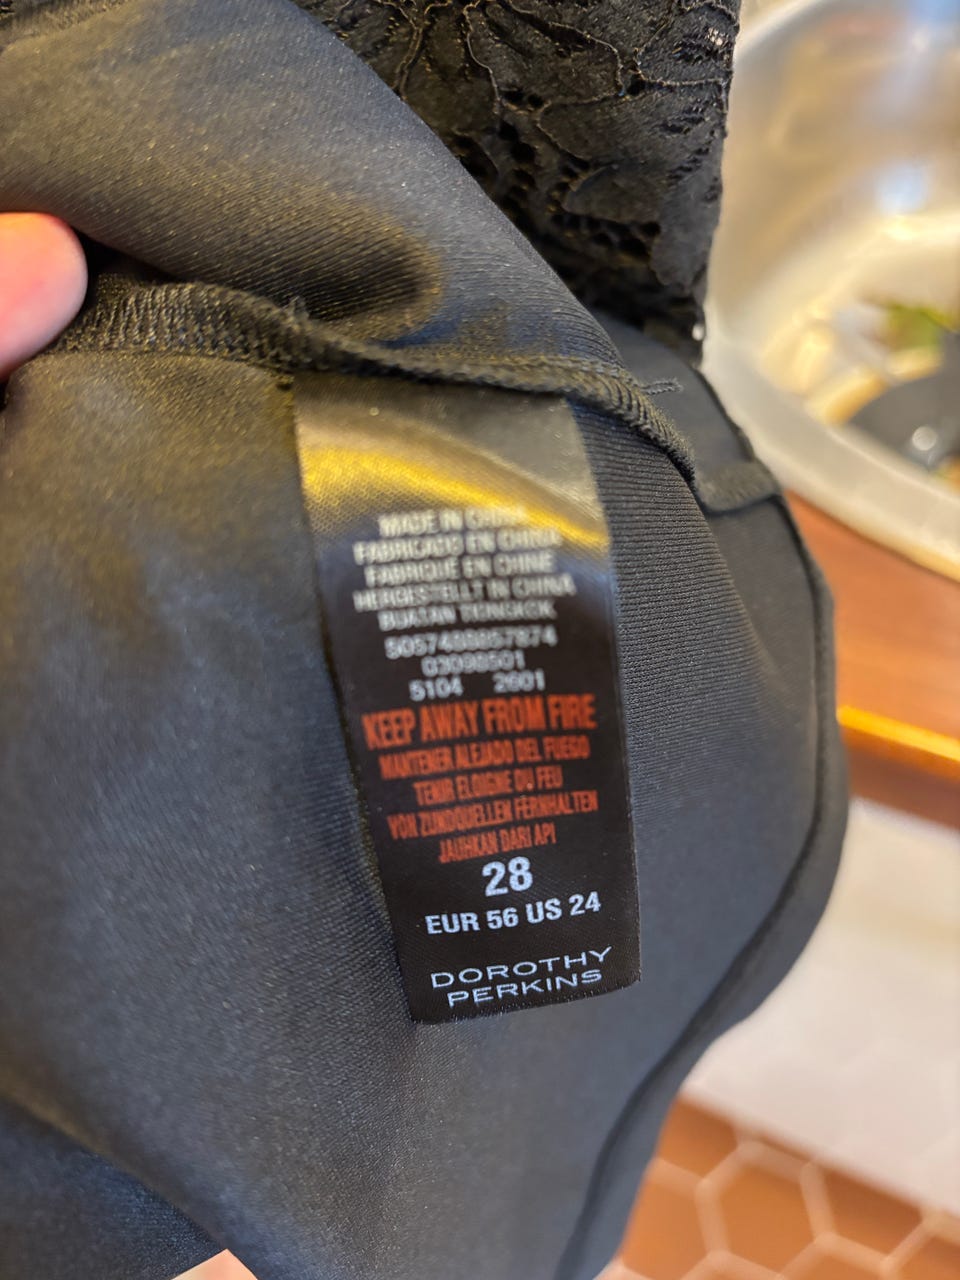 MADE IN CHINA
FABRICADO EN CHINA
FABRIQUÉ EN CHINE
HERGESTELLT IN CHINA
BUATAN TIONGKOK
5057488857874
03098501
5104 2601
KEEP AWAY FROM FIRE
MANTENER ALEJADO DEL FUEGO
TENIR ELOIGNE DU FEU
VON ZUNDQUELLEN FERNHALTEN
JAUHKAN DARI API
28
EUR 56 US 24
DOROTHY
PERKINS